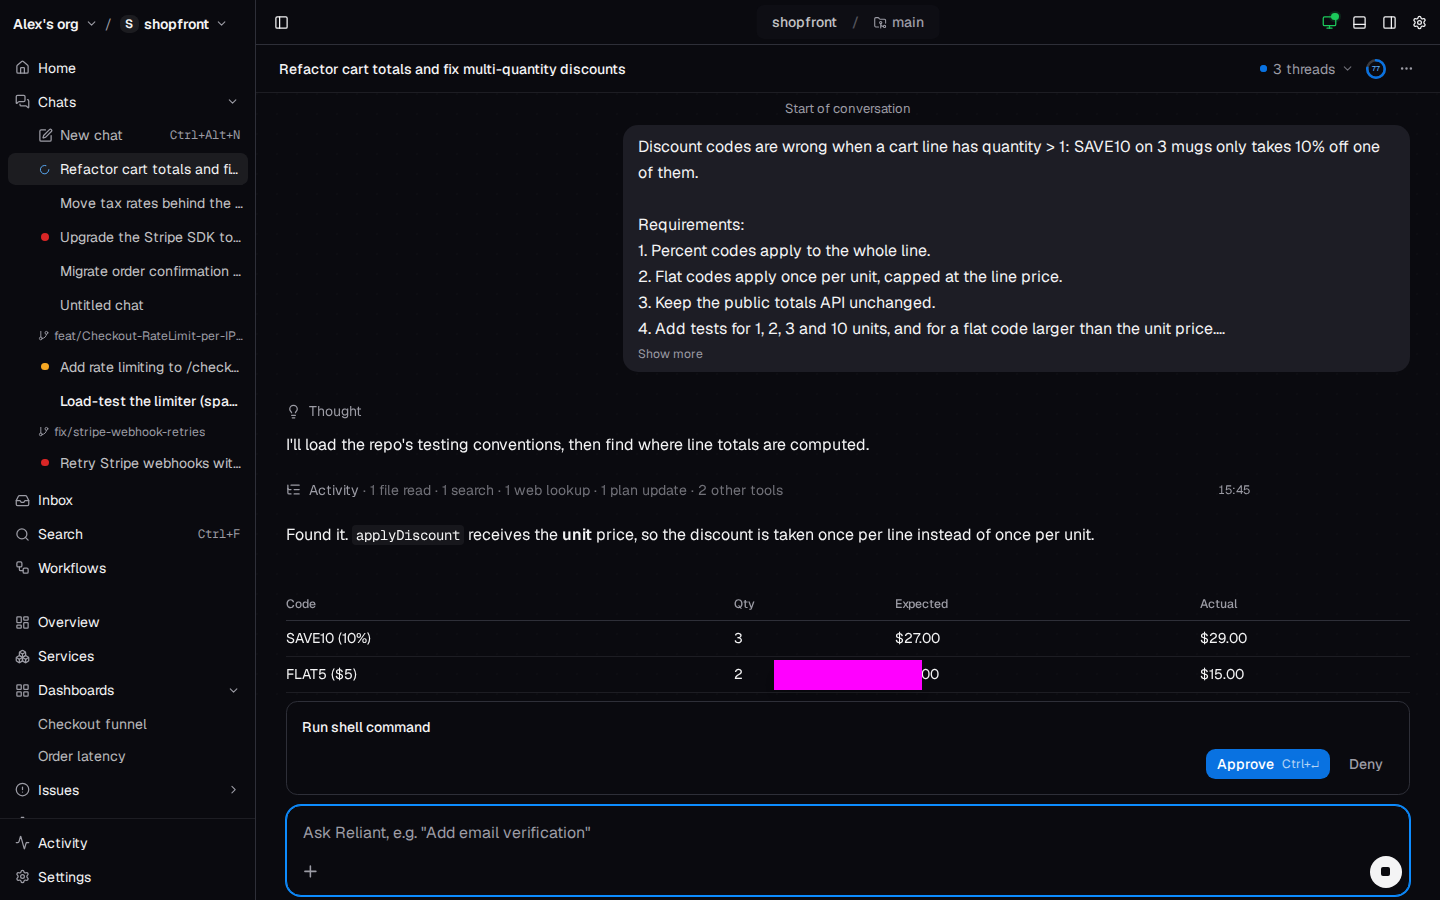 Alex's org / S shopfront
shopfront / main
Home
Chats
New chat Ctrl+Alt+N
Refactor cart totals and fi...
Move tax rates behind the ...
Upgrade the Stripe SDK to...
Migrate order confirmation ...
Untitled chat
feat/Checkout-RateLimit-per-IP...
Add rate limiting to /check...
Load-test the limiter (spa...
fix/stripe-webhook-retries
Retry Stripe webhooks wit...
Inbox
Search Ctrl+F
Workflows
Overview
Services
Dashboards
Checkout funnel
Order latency
Issues
Activity
Settings
Refactor cart totals and fix multi-quantity discounts
3 threads 77
Start of conversation
Discount codes are wrong when a cart line has quantity > 1: SAVE10 on 3 mugs only takes 10% off one
of them.
Requirements:
1. Percent codes apply to the whole line.
2. Flat codes apply once per unit, capped at the line price.
3. Keep the public totals API unchanged.
4. Add tests for 1, 2, 3 and 10 units, and for a flat code larger than the unit price....
Show more
Thought
I'll load the repo's testing conventions, then find where line totals are computed.
Activity · 1 file read · 1 search · 1 web lookup · 1 plan update · 2 other tools 15:45
Found it. applyDiscount receives the unit price, so the discount is taken once per line instead of once per unit.
Code Qty Expected Actual
SAVE10 (10%) 3 $27.00 $29.00
FLAT5 ($5) 2 00 $15.00
Run shell command
Approve Ctrl+↵ Deny
Ask Reliant, e.g. "Add email verification"